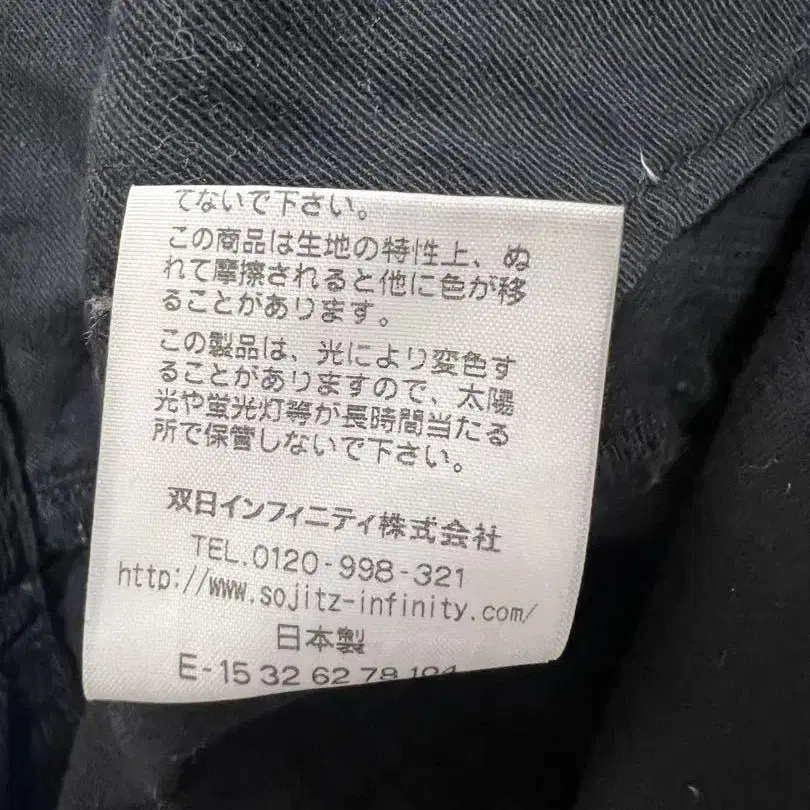 てないで下さい。
この商品は生地の特性上、ぬ
れて摩擦されると他に色が移
ることがあります。
この製品は、光により変色す
ることがありますので、太陽
光や蛍光灯等が長時間当たる
所で保管しないで下さい。
双日インフィニティ株式会社
TEL.0120-998-321
http://www.sojitz-infinity.com/
日本製
E-15 32 62 78 104